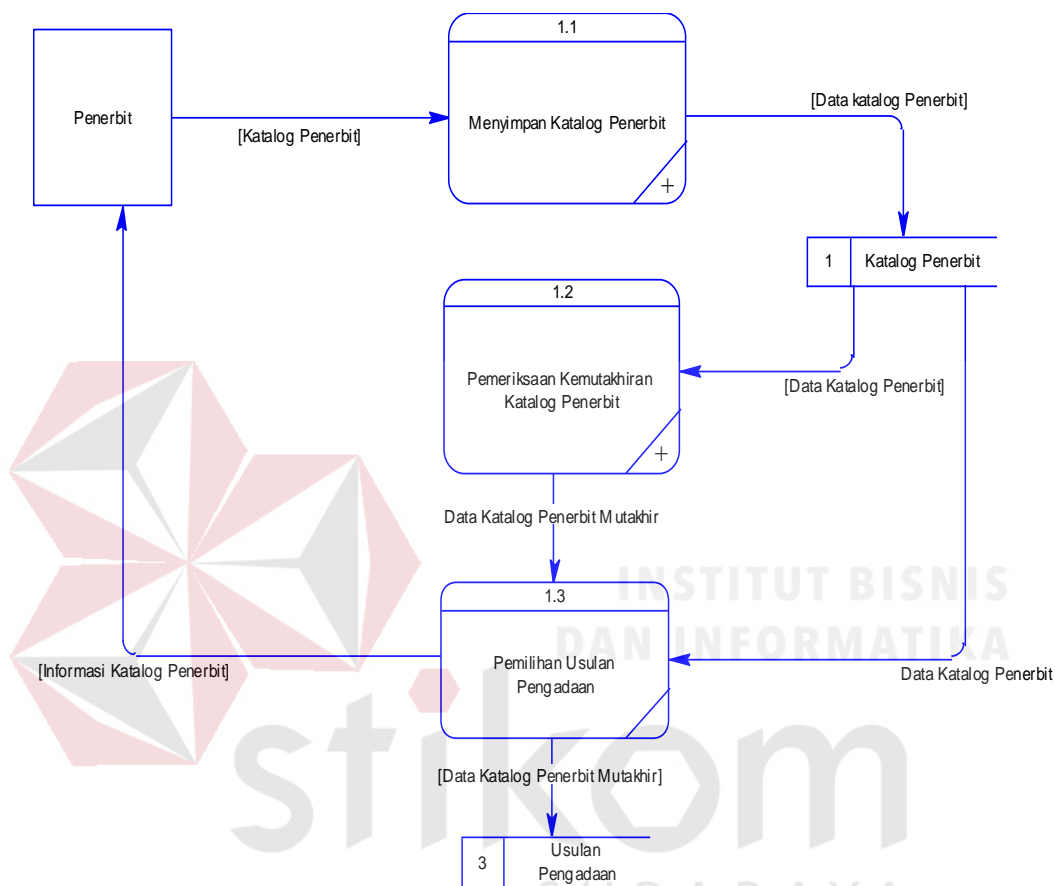 1.1
Penerbit
[Katalog Penerbit]
Menyimpan Katalog Penerbit
+
[Data katalog Penerbit]
1
Katalog Penerbit
1.2
Pemeriksaan Kemutakhiran
Katalog Penerbit
+
[Data Katalog Penerbit]
Data Katalog Penerbit Mutakhir
INSTITUT BISNIS
DAN INFORMATIKA
1.3
Pemilihan Usulan
Pengadaan
[Informasi Katalog Penerbit]
Data Katalog Penerbit
stikom
[Data Katalog Penerbit Mutakhir]
3
Usulan
Pengadaan
SURABAYA